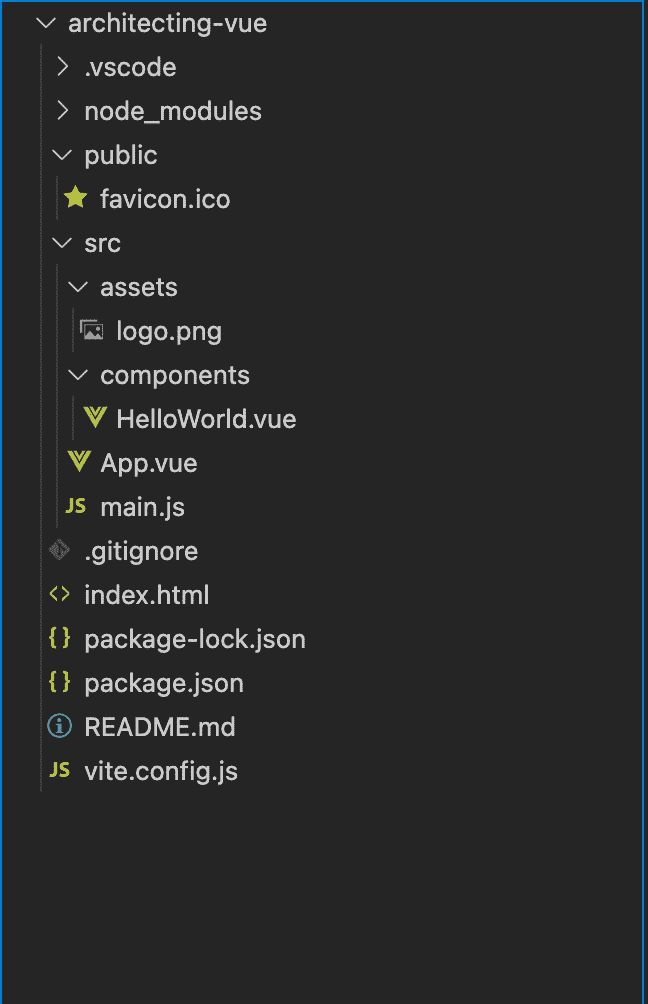 architecting-vue
.vscode
node_modules
public
favicon.ico
src
assets
logo.png
components
HelloWorld.vue
App.vue
JS main.js
.gitignore
<> index.html
{} package-lock.json
{} package.json
i README.md
JS vite.config.js